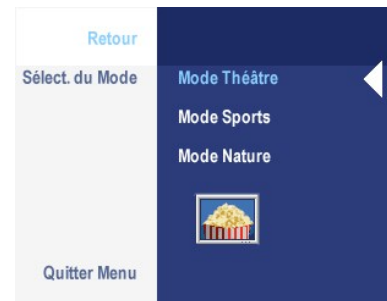 Retour
Sélect. du Mode
Mode Théâtre
Mode Sports
Mode Nature
Quitter Menu